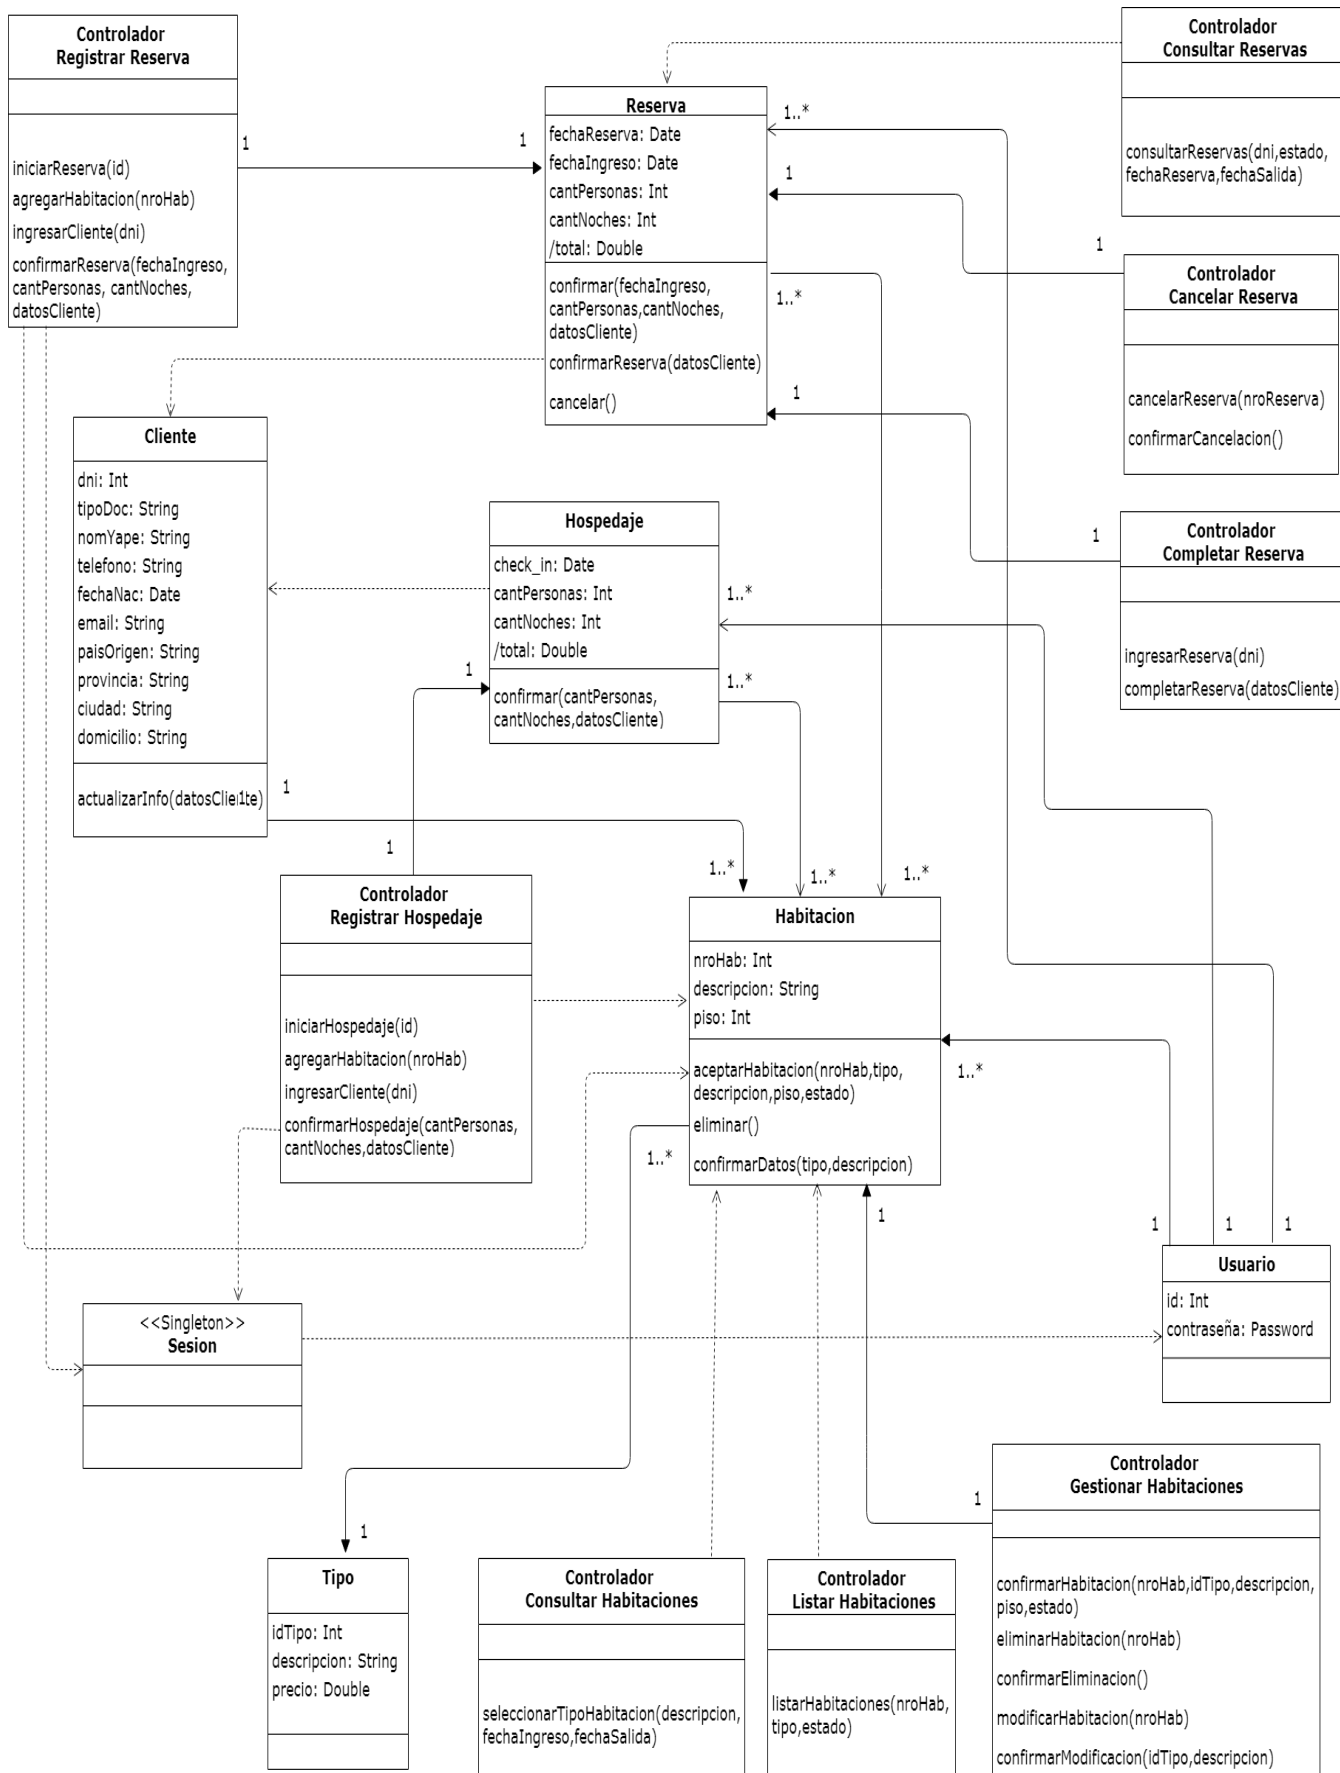 Controlador
Registrar Reserva
iniciarReserva(id)
agregarHabitacion(nroHab)
ingresarCliente(dni)
confirmarReserva(fechaIngreso,
cantPersonas, cantNoches,
datosCliente)
1
1
Reserva
fechaReserva: Date
fechaIngreso: Date
cantPersonas: Int
cantNoches: Int
/total: Double
confirmar(fechaIngreso,
cantPersonas,cantNoches,
datosCliente)
confirmarReserva(datosCliente)
cancelar()
1..*
1
1..*
1
Controlador
Consultar Reservas
consultarReservas(dni,estado,
fechaReserva,fechaSalida)
1
Controlador
Cancelar Reserva
cancelarReserva(nroReserva)
confirmarCancelacion()
1
Controlador
Completar Reserva
ingresarReserva(dni)
completarReserva(datosCliente)
Cliente
dni: Int
tipoDoc: String
nomYape: String
telefono: String
fechaNac: Date
email: String
paisOrigen: String
provincia: String
ciudad: String
domicilio: String
actualizarInfo(datosCliente)
1
1
Hospedaje
check_in: Date
cantPersonas: Int
cantNoches: Int
/total: Double
confirmar(cantPersonas,
cantNoches,datosCliente)
1..*
1..*
1
1
1..*
1..*
1..*
Controlador
Registrar Hospedaje
iniciarHospedaje(id)
agregarHabitacion(nroHab)
ingresarCliente(dni)
confirmarHospedaje(cantPersonas,
cantNoches,datosCliente)
Habitacion
nroHab: Int
descripcion: String
piso: Int
aceptarHabitacion(nroHab,tipo,
descripcion,piso,estado)
eliminar()
confirmarDatos(tipo,descripcion)
1..*
1..*
1
1
1
1
Usuario
id: Int
contraseña: Password
<<Singleton>>
Sesion
1
Tipo
idTipo: Int
descripcion: String
precio: Double
Controlador
Consultar Habitaciones
seleccionarTipoHabitacion(descripcion,
fechaIngreso,fechaSalida)
Controlador
Listar Habitaciones
listarHabitaciones(nroHab,
tipo,estado)
1
Controlador
Gestionar Habitaciones
confirmarHabitacion(nroHab,idTipo,descripcion,
piso,estado)
eliminarHabitacion(nroHab)
confirmarEliminacion()
modificarHabitacion(nroHab)
confirmarModificacion(idTipo,descripcion)